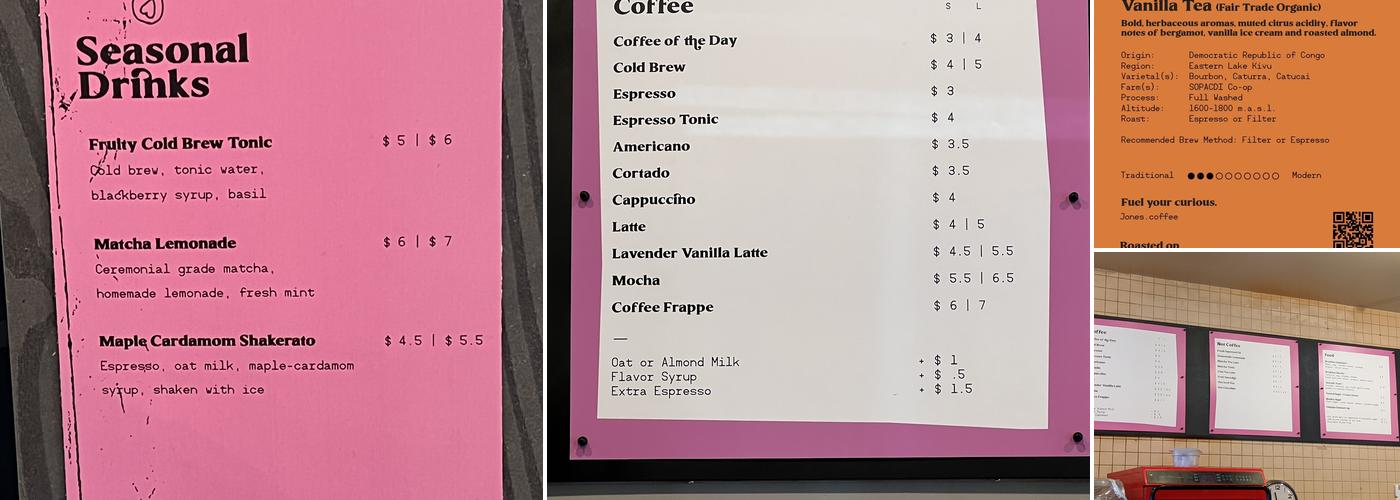 Seasonal
Drinks
Fruity Cold Brew Tonic $ 5 | $ 6
Cold brew, tonic water,
blackberry syrup, basil
Matcha Lemonade $ 6 | $ 7
Ceremonial grade matcha,
homemade lemonade, fresh mint
Maple Cardamom Shakerato $ 4.5 | $ 5.5
Espresso, oat milk, maple-cardamom
syrup, shaken with ice
Coffee S L
Coffee of the Day $ 3 | 4
Cold Brew $ 4 | 5
Espresso $ 3
Espresso Tonic $ 4
Americano $ 3.5
Cortado $ 3.5
Cappuccino $ 4
Latte $ 4 | 5
Lavender Vanilla Latte $ 4.5 | 5.5
Mocha $ 5.5 | 6.5
Coffee Frappe $ 6 | 7
—
Oat or Almond Milk + $ 1
Flavor Syrup + $ .5
Extra Espresso + $ 1.5
Vanilla Tea (Fair Trade Organic)
Bold, herbaceous aromas, muted citrus acidity, flavor
notes of bergamot, vanilla ice cream and roasted almond.
Origin: Democratic Republic of Congo
Region: Eastern Lake Kivu
Varietal(s): Bourbon, Caturra, Catucai
Farm(s): SOPACDI Co-op
Process: Full Washed
Altitude: 1600-1800 m.a.s.l.
Roast: Espresso or Filter
Recommended Brew Method: Filter or Espresso
Traditional Modern
Fuel your curious.
Jones.coffee
Roasted on
Not Coffee
Food